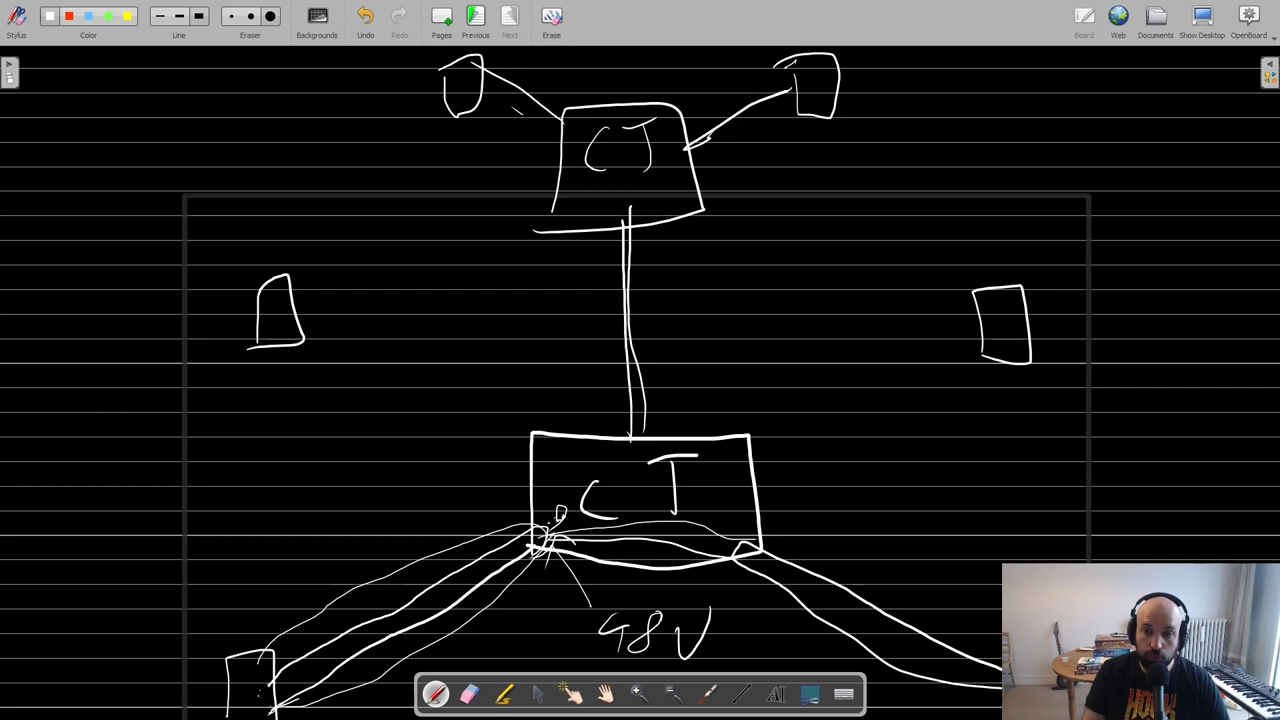 Stylus
Color
Line
Eraser
Backgrounds
Undo
Redo
Pages
Previous
Next
Erase
Board
Web
Documents
Show Desktop
OpenBoard
CT
CT
48V
AI